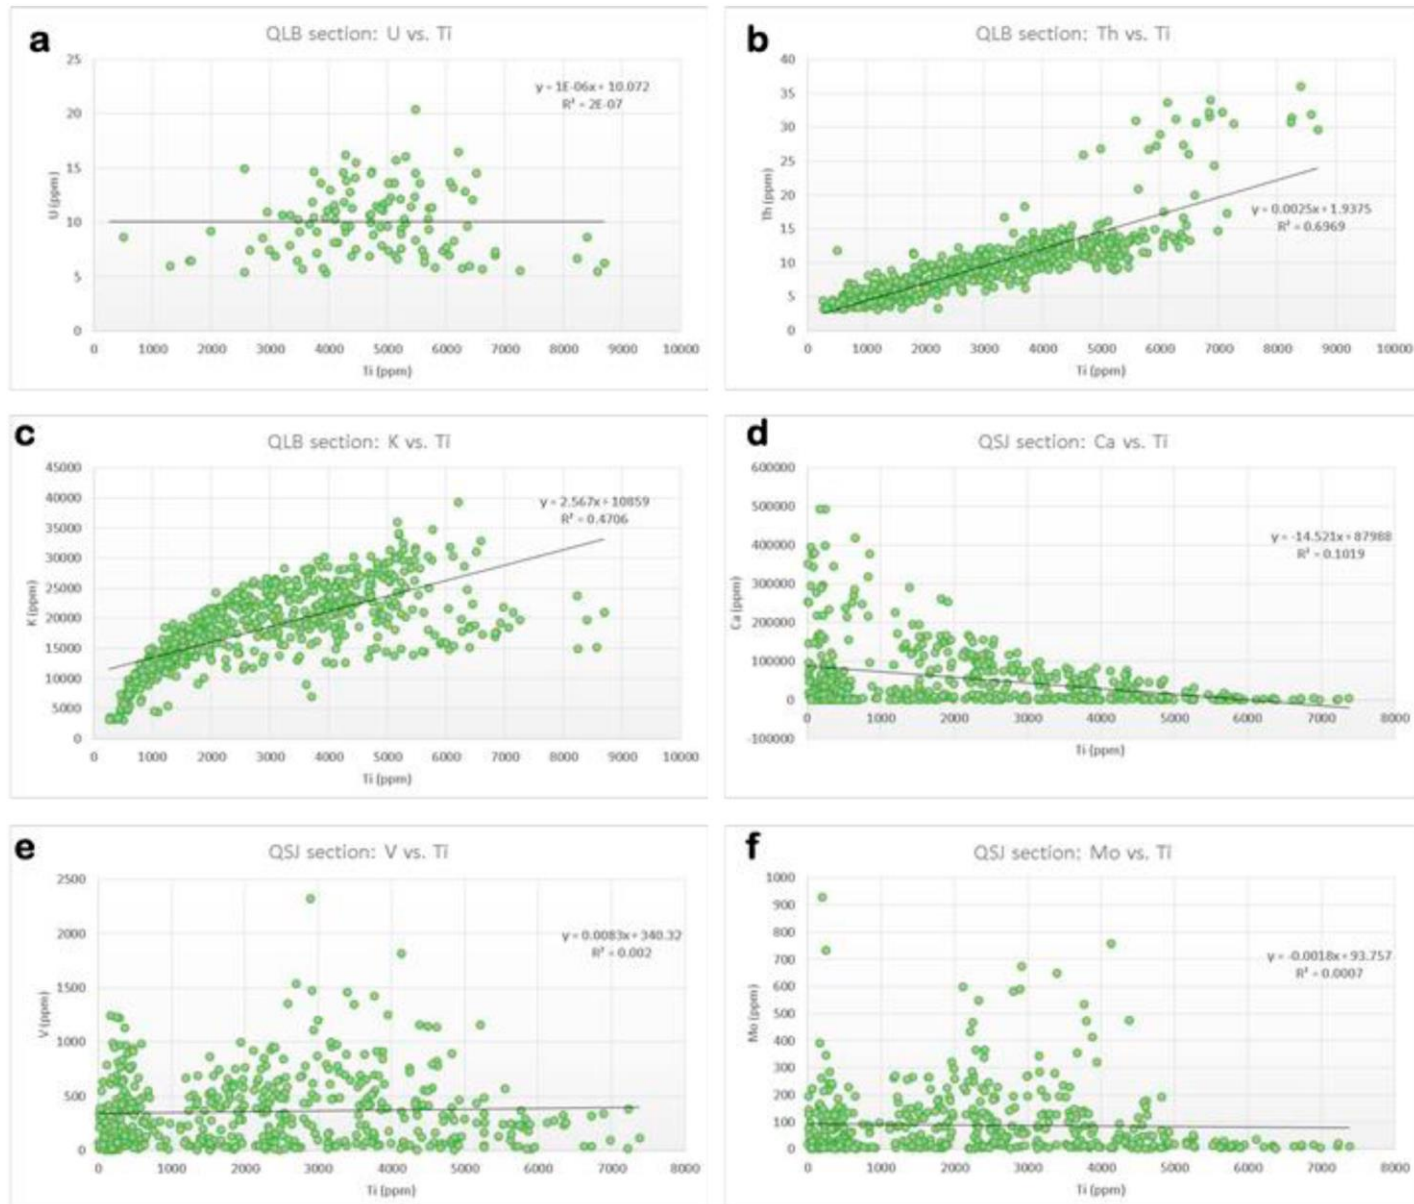 a
QLB section: U vs. Ti
25
20
15
10
5
0
U (ppm)
y = 1E-06x + 10.072
R² = 2E-07
0 1000 2000 3000 4000 5000 6000 7000 8000 9000 10000
Ti (ppm)
b
QLB section: Th vs. Ti
40
35
30
25
20
15
10
5
0
Th (ppm)
y = 0.0025x + 1.9375
R² = 0.6969
0 1000 2000 3000 4000 5000 6000 7000 8000 9000 10000
Ti (ppm)
c
QLB section: K vs. Ti
45000
40000
35000
30000
25000
20000
15000
10000
5000
0
K (ppm)
y = 2.567x + 10859
R² = 0.4706
0 1000 2000 3000 4000 5000 6000 7000 8000 9000 10000
Ti (ppm)
d
QSJ section: Ca vs. Ti
600000
500000
400000
300000
200000
100000
0
-100000
Ca (ppm)
y = -14.521x + 87988
R² = 0.1019
0 1000 2000 3000 4000 5000 6000 7000 8000
Ti (ppm)
e
QSJ section: V vs. Ti
2500
2000
1500
1000
500
0
V (ppm)
y = 0.0083x + 340.32
R² = 0.002
0 1000 2000 3000 4000 5000 6000 7000 8000
Ti (ppm)
f
QSJ section: Mo vs. Ti
1000
900
800
700
600
500
400
300
200
100
0
Mo (ppm)
y = -0.0018x + 93.757
R² = 0.0007
0 1000 2000 3000 4000 5000 6000 7000 8000
Ti (ppm)